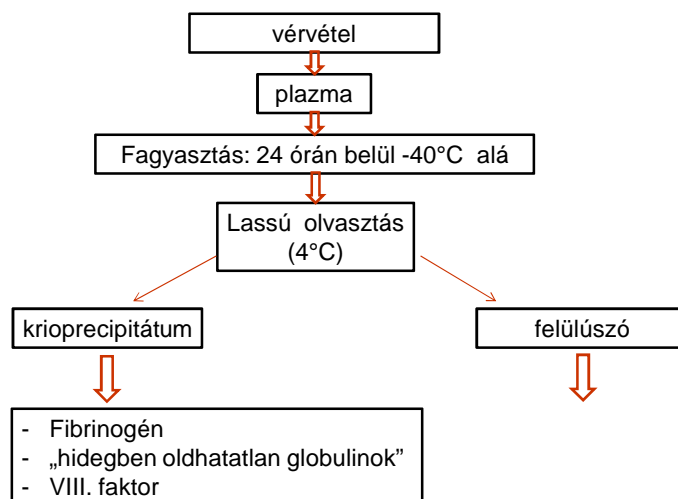 vérvétel
plazma
Fagyasztás: 24 órán belül -40°C alá
Lassú olvasztás
(4°C)
krioprecipitátum
felülúszó
- Fibrinogén
- „hidegben oldhatatlan globulinok”
- VIII. faktor